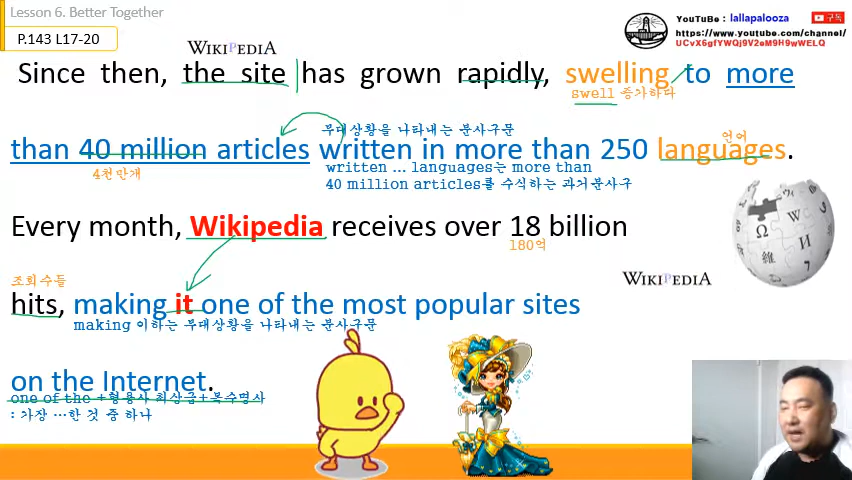 Lesson 6. Better Together
P.143 L17-20
WIKIPEDIA
YouTuBe : lallapalooza
구독
https://www.youtube.com/channel/
UCvX6gfYWQj9V2eM9H9wWELQ
Since then, the site has grown rapidly, swelling to more
swell 증가하다
부대상황을 나타내는 분사구문
언어
than 40 million articles written in more than 250 languages.
4천만개
written ... languages는 more than
40 million articles를 수식하는 과거분사구
Every month, Wikipedia receives over 18 billion
180억
WIKIPEDIA
Ω
W
И
維
조회수들
hits, making it one of the most popular sites
making 이하는 부대상황을 나타내는 분사구문
on the Internet.
one of the +형용사 최상급+복수명사
: 가장 …한 것 중 하나